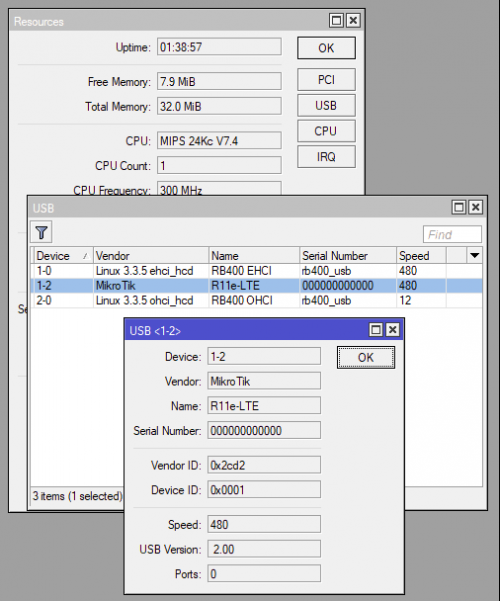 Resources
Uptime: 01:38:57 OK
Free Memory: 7.9 MiB PCI
Total Memory: 32.0 MiB USB
CPU: MIPS 24Kc V7.4 CPU
CPU Count: 1 IRQ
CPU Frequency: 300 MHz
USB
Find
Device / Vendor Name Serial Number Speed
1-0 Linux 3.3.5 ehci_hcd RB400 EHCI rb400_usb 480
1-2 MikroTik R11e-LTE 000000000000 480
2-0 Linux 3.3.5 ohci_hcd RB400 OHCI rb400_usb 12
3 items (1 selected)
USB <1-2>
Device: 1-2 OK
Vendor: MikroTik
Name: R11e-LTE
Serial Number: 000000000000
Vendor ID: 0x2cd2
Device ID: 0x0001
Speed: 480
USB Version: 2.00
Ports: 0